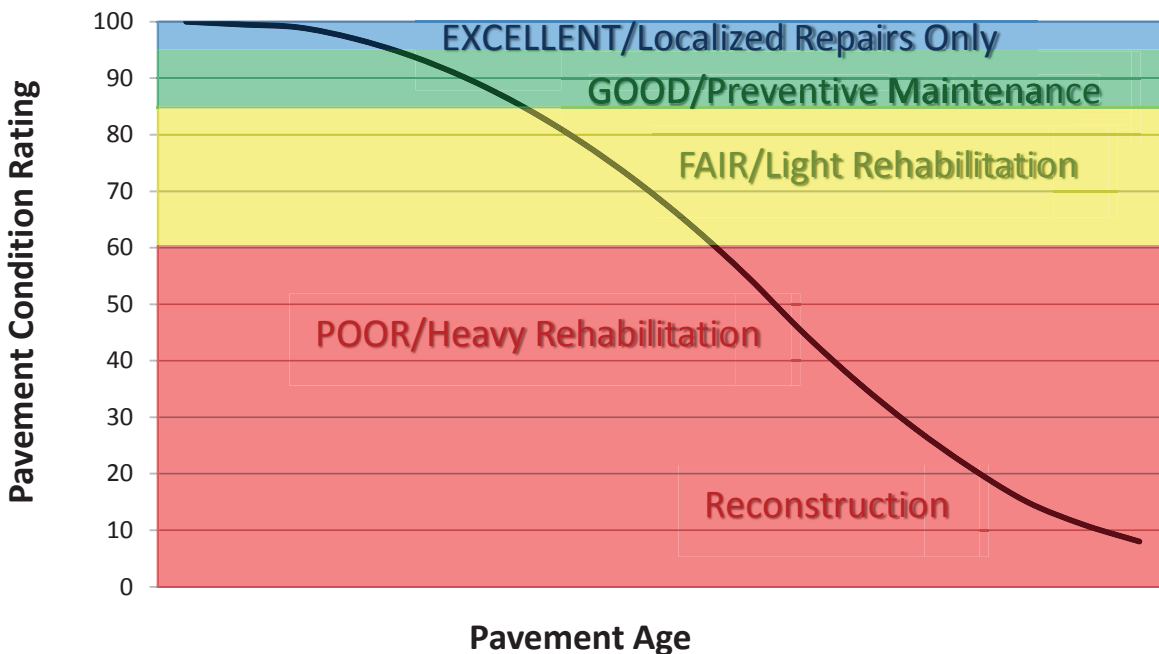 Pavement Condition Rating
100
90
80
70
60
50
40
30
20
10
0
EXCELLENT/Localized Repairs Only
GOOD/Preventive Maintenance
FAIR/Light Rehabilitation
POOR/Heavy Rehabilitation
Reconstruction
Pavement Age